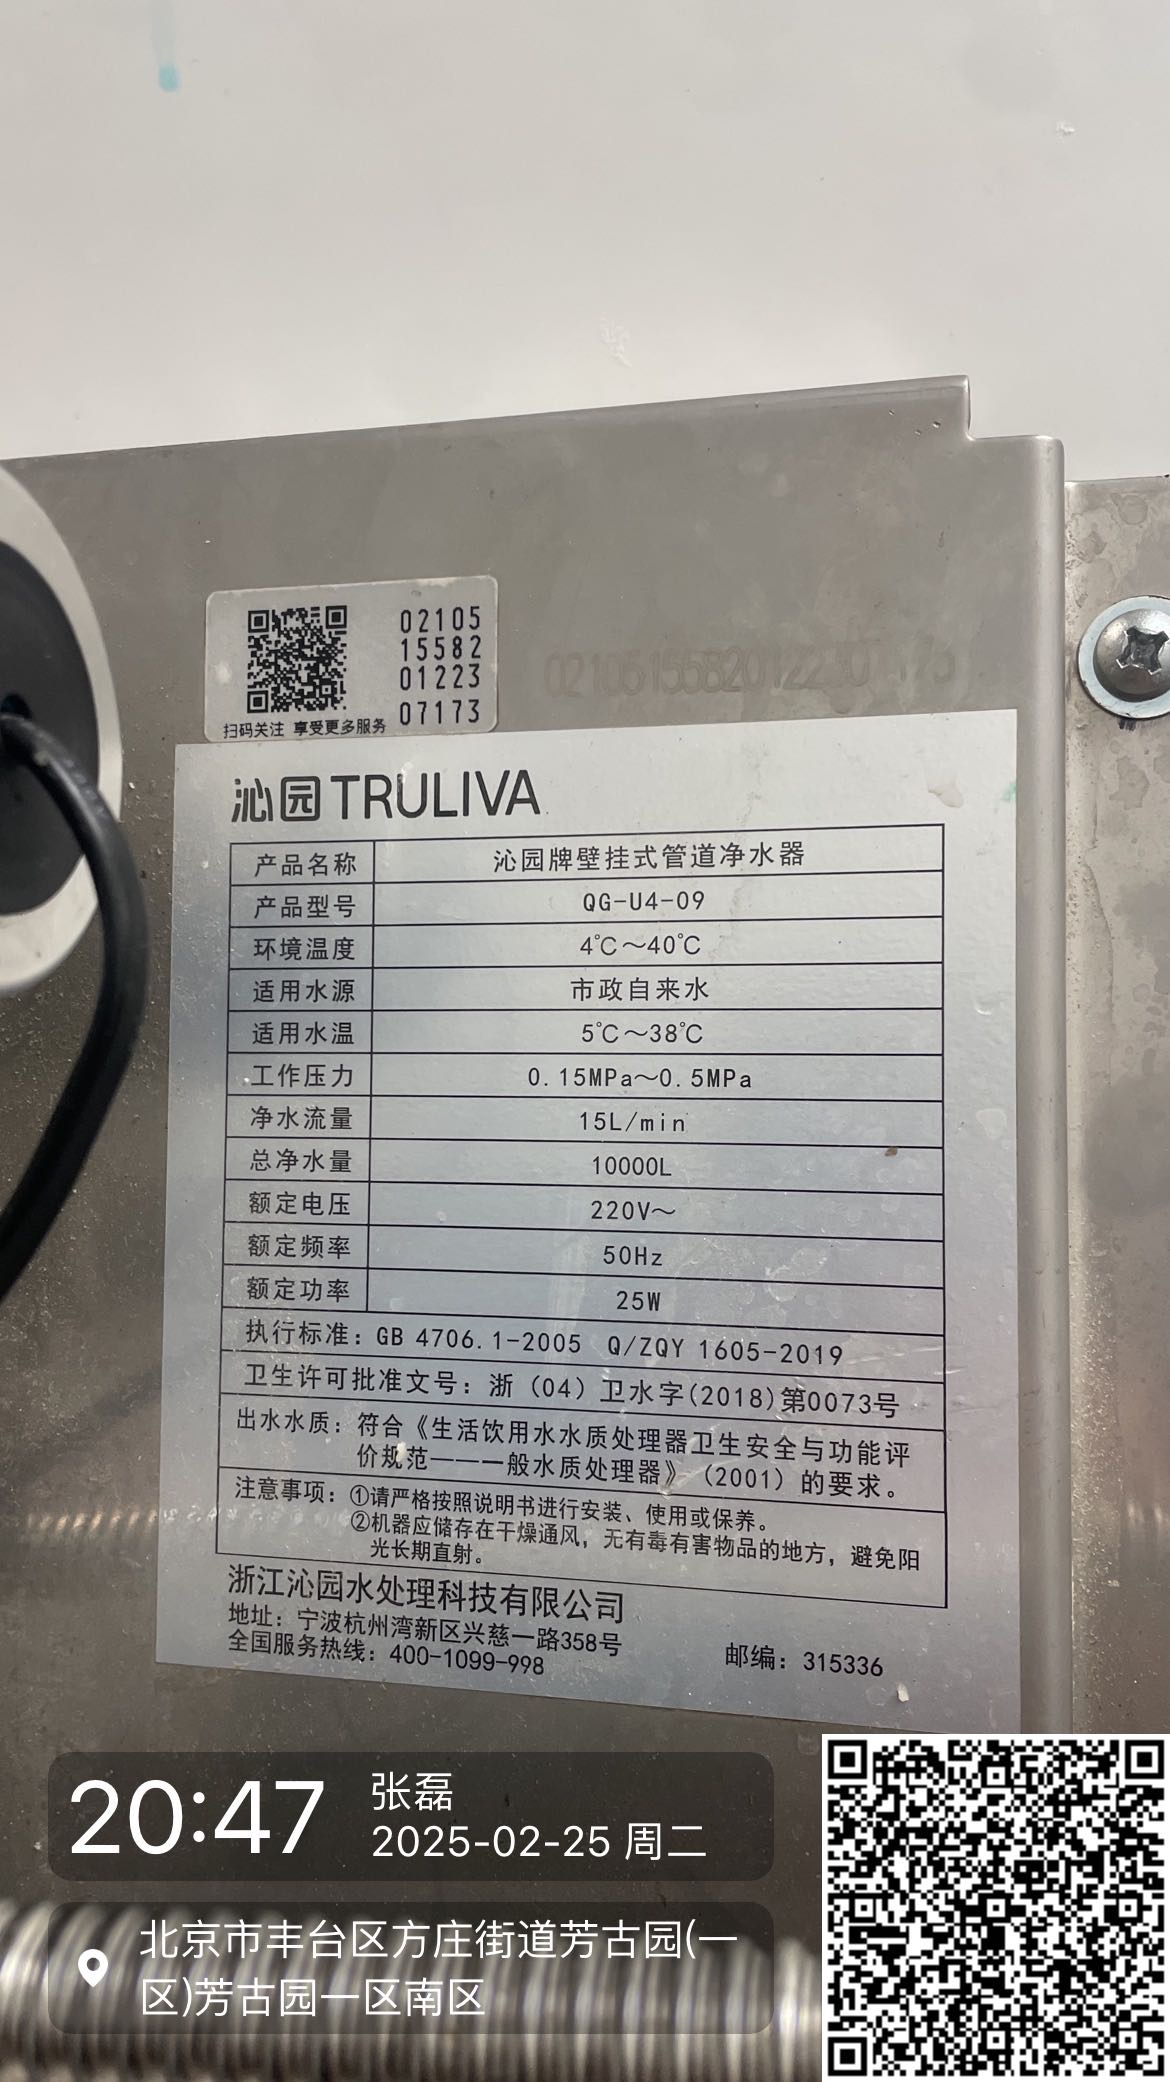 02105
15582
01223
07173
扫码关注 享受更多服务
沁园 TRULIVA
产品名称 沁园牌壁挂式管道净水器
产品型号 QG-U4-09
环境温度 4℃～40℃
适用水源 市政自来水
适用水温 5℃～38℃
工作压力 0.15MPa～0.5MPa
净水流量 15L/min
总净水量 10000L
额定电压 220V～
额定频率 50Hz
额定功率 25W
执行标准：GB 4706.1-2005 Q/ZQY 1605-2019
卫生许可批准文号：浙（04）卫水字(2018)第0073号
出水水质：符合《生活饮用水水质处理器卫生安全与功能评
价规范——一般水质处理器》（2001）的要求。
注意事项：①请严格按照说明书进行安装、使用或保养。
②机器应储存在干燥通风，无有毒有害物品的地方，避免阳
光长期直射。
浙江沁园水处理科技有限公司
地址：宁波杭州湾新区兴慈一路358号
全国服务热线：400-1099-998 邮编：315336
20:47
张磊
2025-02-25 周二
北京市丰台区方庄街道芳古园(一
区)芳古园一区南区